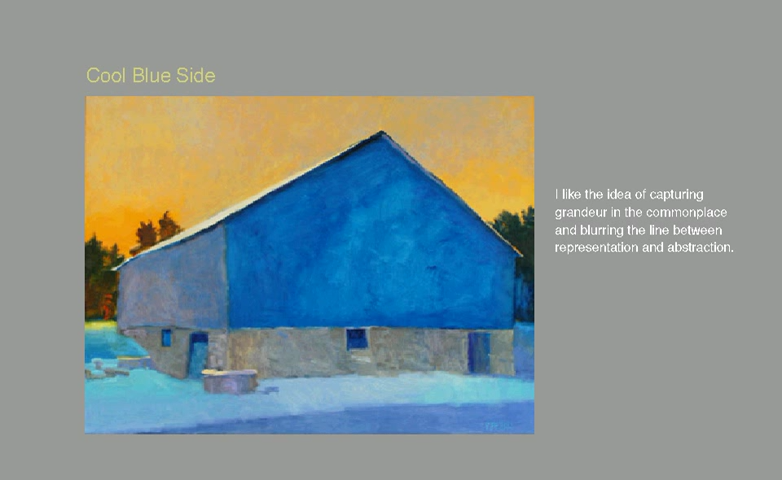 Cool Blue Side
I like the idea of capturing
grandeur in the commonplace
and blurring the line between
representation and abstraction.